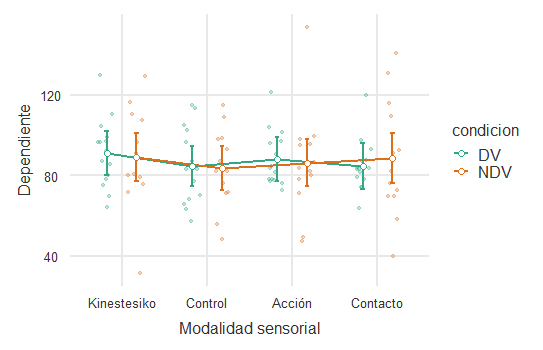 Dependiente
120
80
40
Kinestesiko Control Acción Contacto
Modalidad sensorial
condicion
DV
NDV